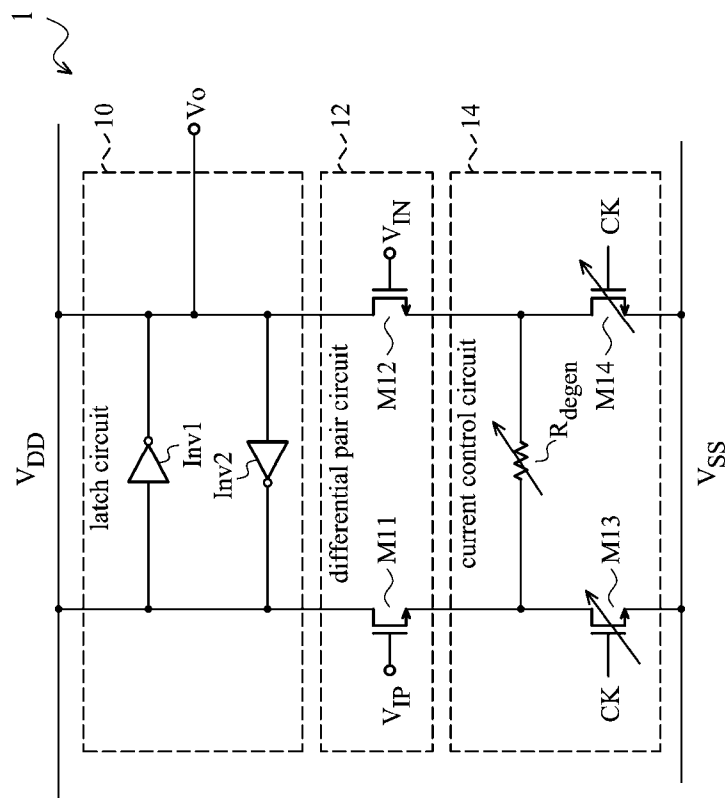 1
V_DD
10
latch circuit
Inv1
Vo
Inv2
12
differential pair circuit
M11
V_IP
M12
V_IN
14
current control circuit
R_degen
M13
CK
M14
CK
V_SS